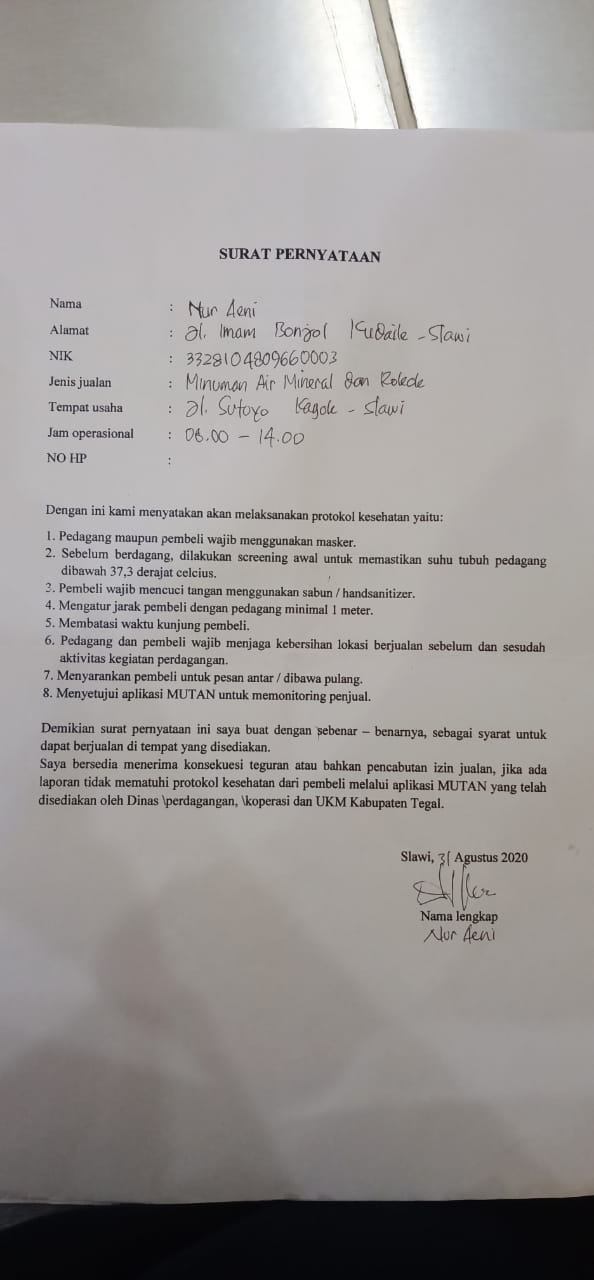 SURAT PERNYATAAN
Nama : Nur Aeni
Alamat : Jl. Imam Bonjol Kudaile - Slawi
NIK : 3328104809660003
Jenis jualan : Minuman Air Mineral dan Rokok
Tempat usaha : Jl. Sutoyo Kagok - Slawi
Jam operasional : 08.00 - 14.00
NO HP :
Dengan ini kami menyatakan akan melaksanakan protokol kesehatan yaitu:
1. Pedagang maupun pembeli wajib menggunakan masker.
2. Sebelum berdagang, dilakukan screening awal untuk memastikan suhu tubuh pedagang
dibawah 37,3 derajat celcius.
3. Pembeli wajib mencuci tangan menggunakan sabun / handsanitizer.
4. Mengatur jarak pembeli dengan pedagang minimal 1 meter.
5. Membatasi waktu kunjung pembeli.
6. Pedagang dan pembeli wajib menjaga kebersihan lokasi berjualan sebelum dan sesudah
aktivitas kegiatan perdagangan.
7. Menyarankan pembeli untuk pesan antar / dibawa pulang.
8. Menyetujui aplikasi MUTAN untuk memonitoring penjual.
Demikian surat pernyataan ini saya buat dengan sebenar – benarnya, sebagai syarat untuk
dapat berjualan di tempat yang disediakan.
Saya bersedia menerima konsekuesi teguran atau bahkan pencabutan izin jualan, jika ada
laporan tidak mematuhi protokol kesehatan dari pembeli melalui aplikasi MUTAN yang telah
disediakan oleh Dinas \perdagangan, \koperasi dan UKM Kabupaten Tegal.
Slawi, 31 Agustus 2020
Nama lengkap
Nur Aeni